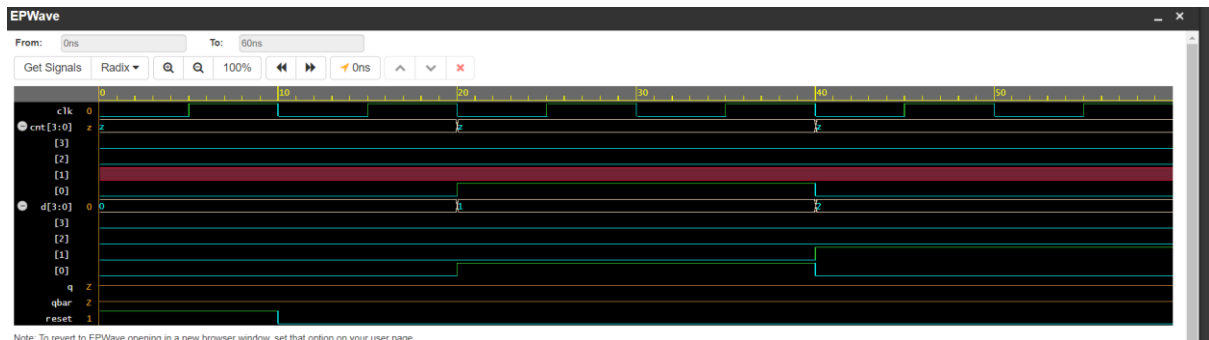 EPWave
From: 0ns To: 60ns
Get Signals Radix 100% 0ns
0 10 20 30 40 50
clk 0
cnt[3:0] z z z z
[3]
[2]
[1]
[0]
d[3:0] 0 0 1 2
[3]
[2]
[1]
[0]
q Z
qbar Z
reset 1
Note: To revert to EPWave opening in a new browser window, set that option on your user page.